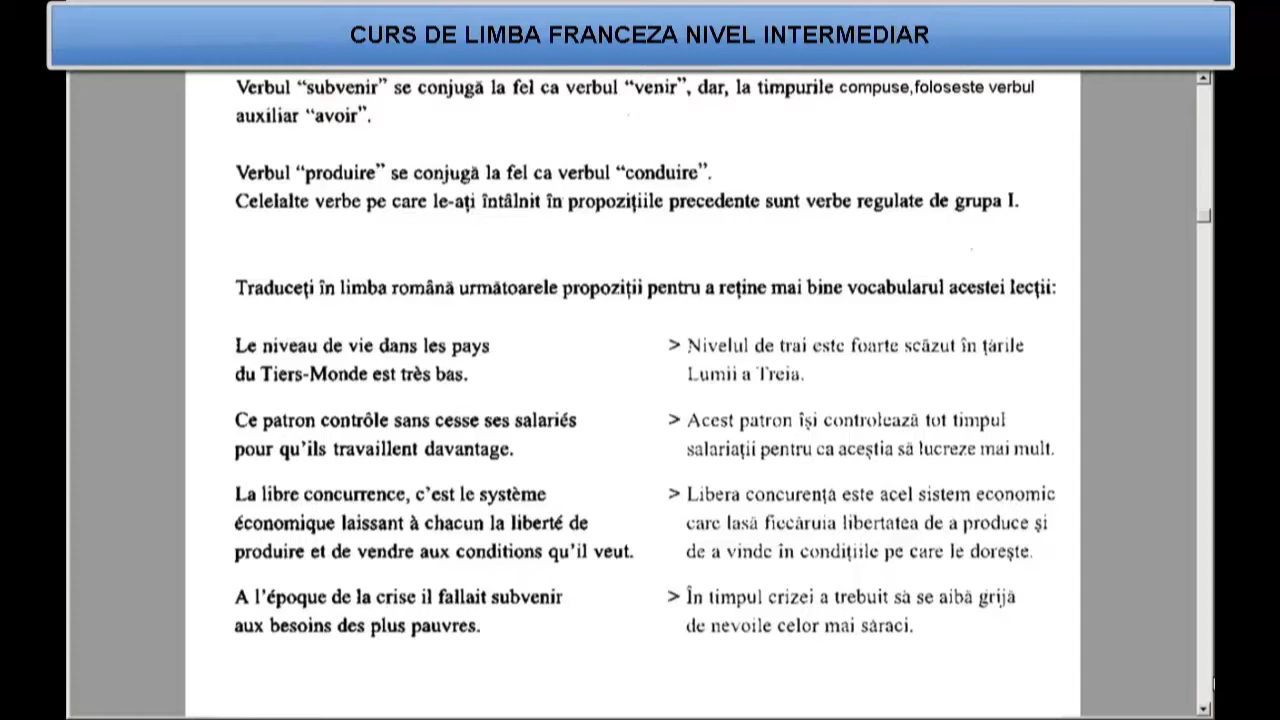 CURS DE LIMBA FRANCEZA NIVEL INTERMEDIAR
Verbul “subvenir” se conjugă la fel ca verbul “venir”, dar, la timpurile compuse,foloseste verbul
auxiliar “avoir”.
Verbul “produire” se conjugă la fel ca verbul “conduire”.
Celelalte verbe pe care le-ați întâlnit în propozițiile precedente sunt verbe regulate de grupa I.
Traduceți în limba română următoarele propoziții pentru a reține mai bine vocabularul acestei lecții:
Le niveau de vie dans les pays
du Tiers-Monde est très bas.
> Nivelul de trai este foarte scăzut în țările
Lumii a Treia.
Ce patron contrôle sans cesse ses salariés
pour qu’ils travaillent davantage.
> Acest patron își controlează tot timpul
salariații pentru ca aceștia să lucreze mai mult.
La libre concurrence, c’est le système
économique laissant à chacun la liberté de
produire et de vendre aux conditions qu’il veut.
> Libera concurență este acel sistem economic
care lasă fiecăruia libertatea de a produce și
de a vinde în condițiile pe care le dorește.
A l’époque de la crise il fallait subvenir
aux besoins des plus pauvres.
> În timpul crizei a trebuit să se aibă grijă
de nevoile celor mai săraci.